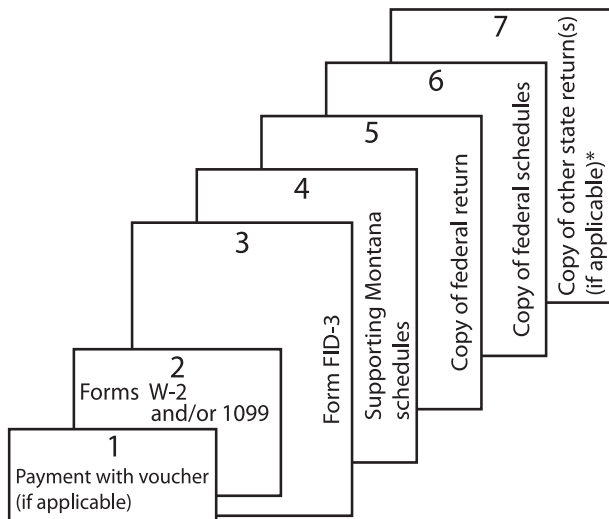 1
Payment with voucher
(if applicable)
2
Forms W-2
and/or 1099
3
Form FID-3
4
Supporting Montana
schedules
5
Copy of federal return
6
Copy of federal schedules
7
Copy of other state return(s)
(if applicable)*